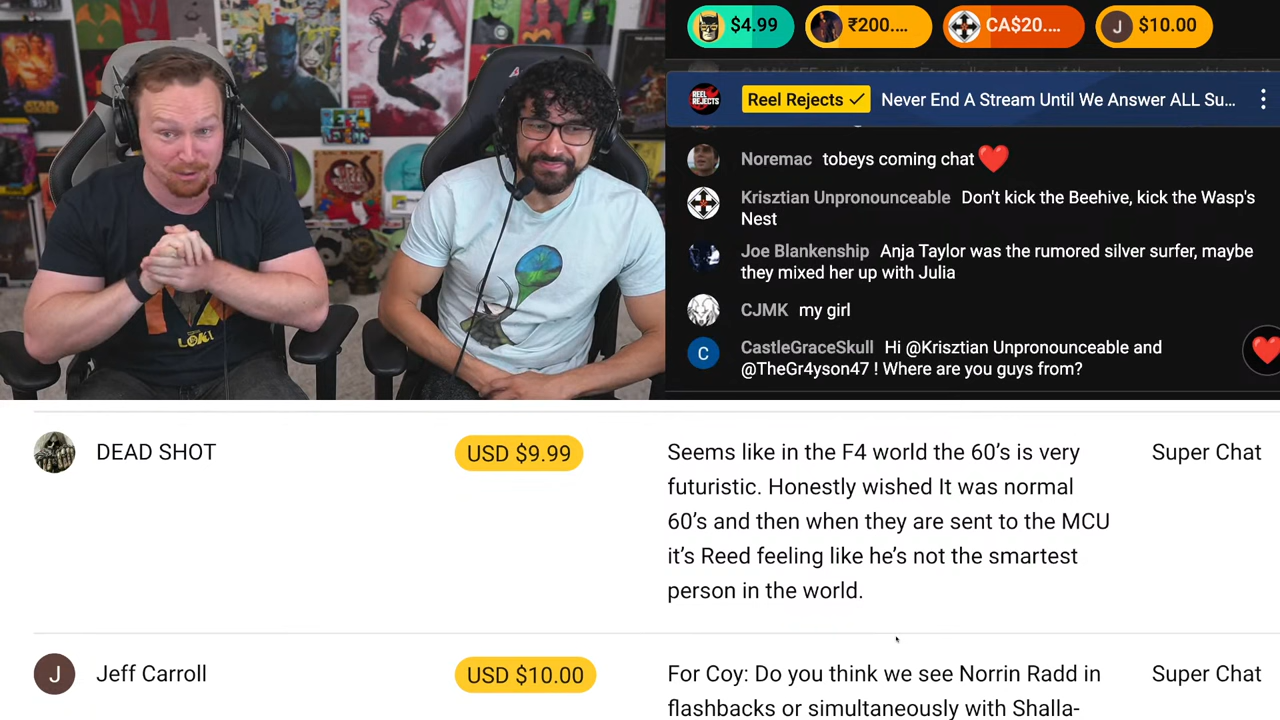 $4.99
₹200....
CA$20....
J
$10.00
REEL REJECTS
Reel Rejects
Never End A Stream Until We Answer ALL Su...
Noremac tobeys coming chat
Krisztian Unpronounceable Don't kick the Beehive, kick the Wasp's
Nest
Joe Blankenship Anja Taylor was the rumored silver surfer, maybe
they mixed her up with Julia
CJMK my girl
C
CastleGraceSkull Hi @Krisztian Unpronounceable and
@TheGr4yson47 ! Where are you guys from?
LOKI
DEAD SHOT
USD $9.99
Seems like in the F4 world the 60's is very
futuristic. Honestly wished It was normal
60's and then when they are sent to the MCU
it's Reed feeling like he's not the smartest
person in the world.
Super Chat
J
Jeff Carroll
USD $10.00
For Coy: Do you think we see Norrin Radd in
flashbacks or simultaneously with Shalla-
Super Chat